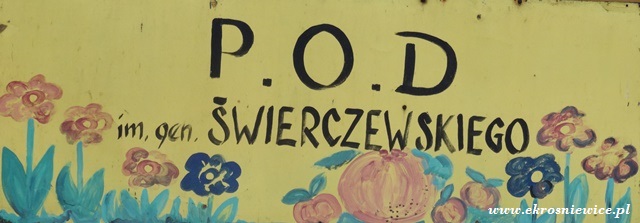 P.O.D
im. gen. ŚWIERCZEWSKIEGO
www.ekrosniewice.pl